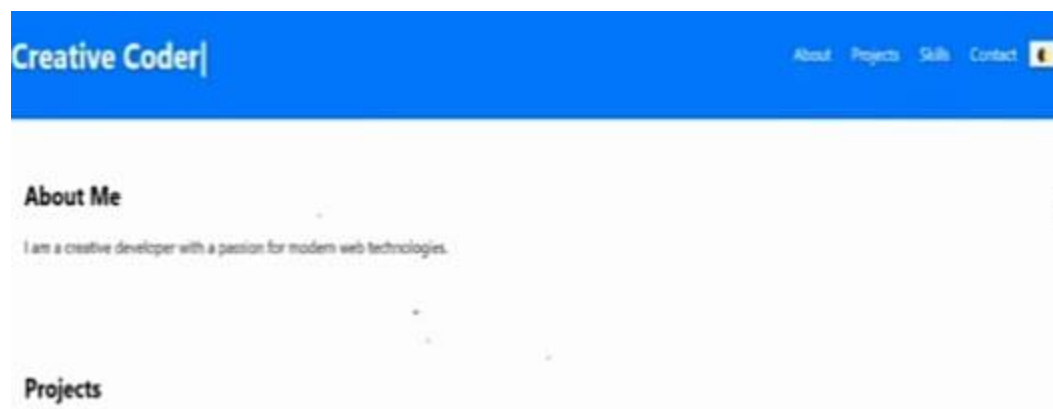 Creative Coder|
About Projects Skills Contact
About Me
I am a creative developer with a passion for modern web technologies.
Projects